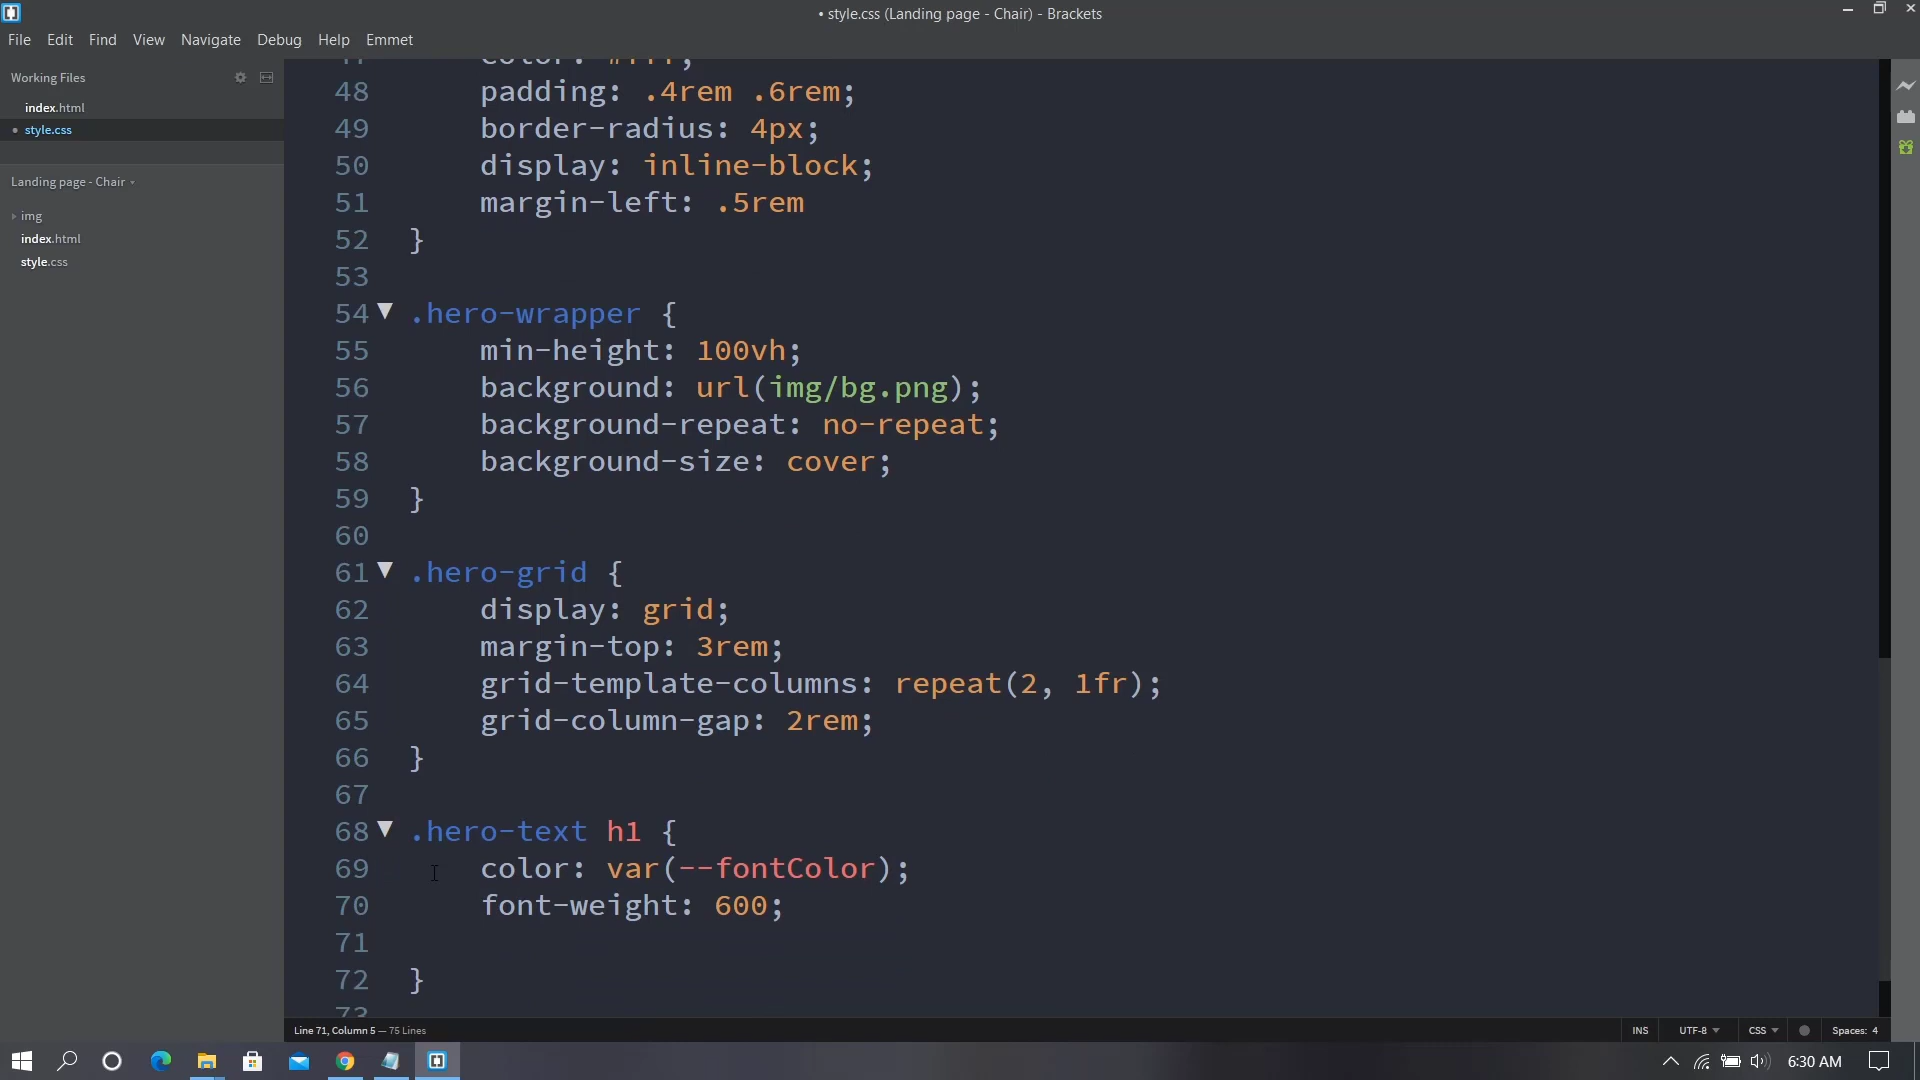 • style.css (Landing page - Chair) - Brackets
File Edit Find View Navigate Debug Help Emmet
Working Files
index.html
• style.css
Landing page - Chair
img
index.html
style.css
48 padding: .4rem .6rem;
49 border-radius: 4px;
50 display: inline-block;
51 margin-left: .5rem
52 }
53
54 .hero-wrapper {
55 min-height: 100vh;
56 background: url(img/bg.png);
57 background-repeat: no-repeat;
58 background-size: cover;
59 }
60
61 .hero-grid {
62 display: grid;
63 margin-top: 3rem;
64 grid-template-columns: repeat(2, 1fr);
65 grid-column-gap: 2rem;
66 }
67
68 .hero-text h1 {
69 color: var(--fontColor);
70 font-weight: 600;
71
72 }
73
Line 71, Column 5 — 75 Lines
INS UTF-8 CSS Spaces: 4
6:30 AM